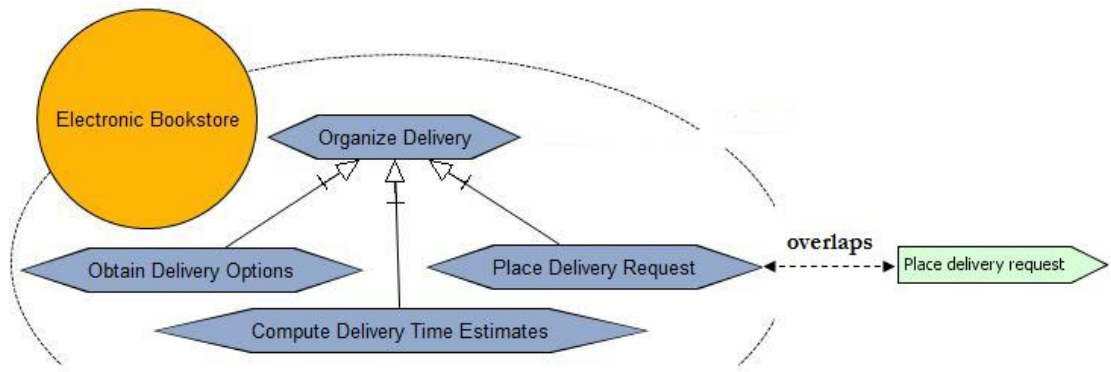 Electronic Bookstore
Organize Delivery
overlaps
Obtain Delivery Options
Place Delivery Request
Place delivery request
Compute Delivery Time Estimates